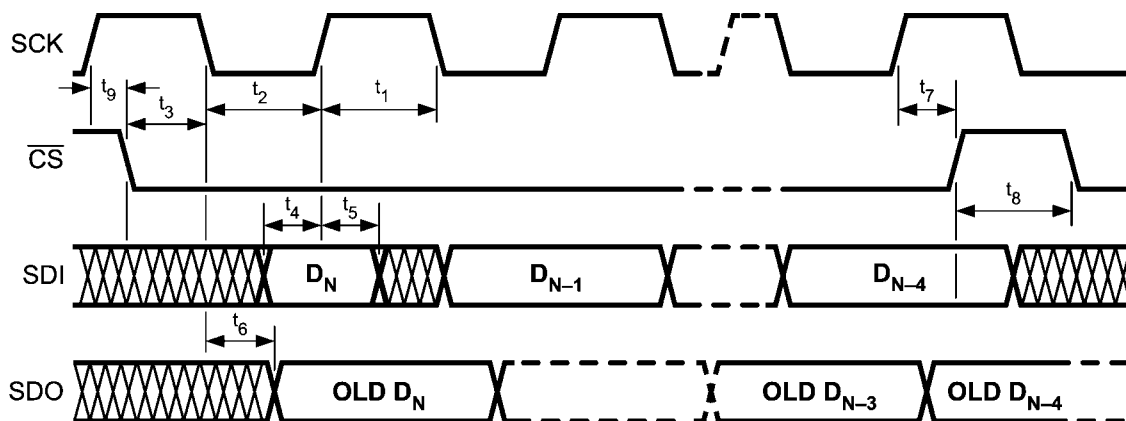 SCK
t9
t3
t2
t1
t7
C̅S̅
t4
t5
t8
SDI
DN
DN–1
DN–4
t6
SDO
OLD DN
OLD DN–3
OLD DN–4